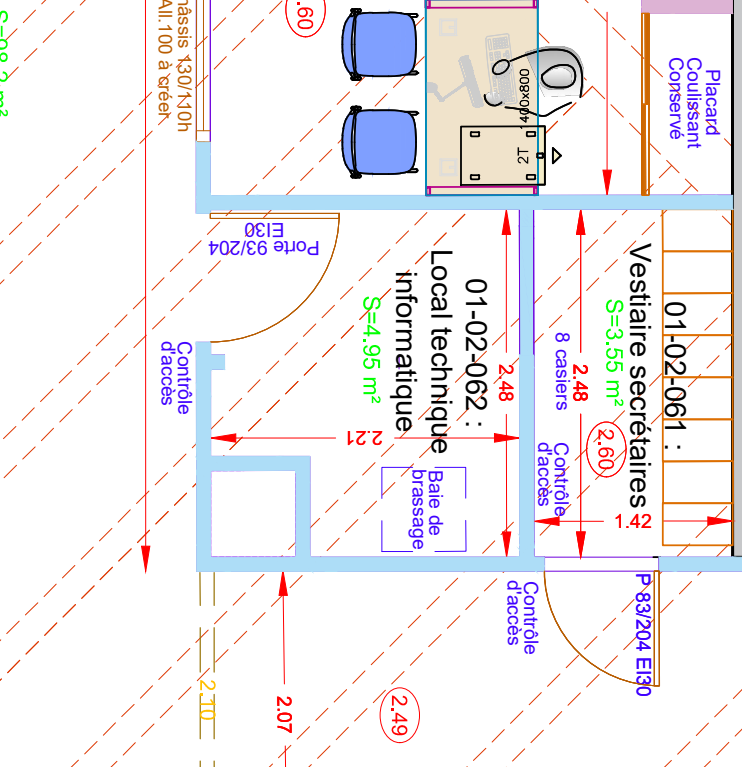 Placard
Coulissant
Conservé
.60
châssis 130/110h
All.100 à créer
S=98.2 m²
400x800
2T
Porte 93/204
EI30
01-02-061 :
Vestiaire secrétaires
S=3.55 m²
8 casiers
2.48
2.60
1.42
Contrôle
d'accès
01-02-062 :
Local technique
informatique
S=4.95 m²
2.48
2.21
Baie de
brassage
Contrôle
d'accès
Contrôle
d'accès
P 83/204 EI30
2.10
2.07
2.49